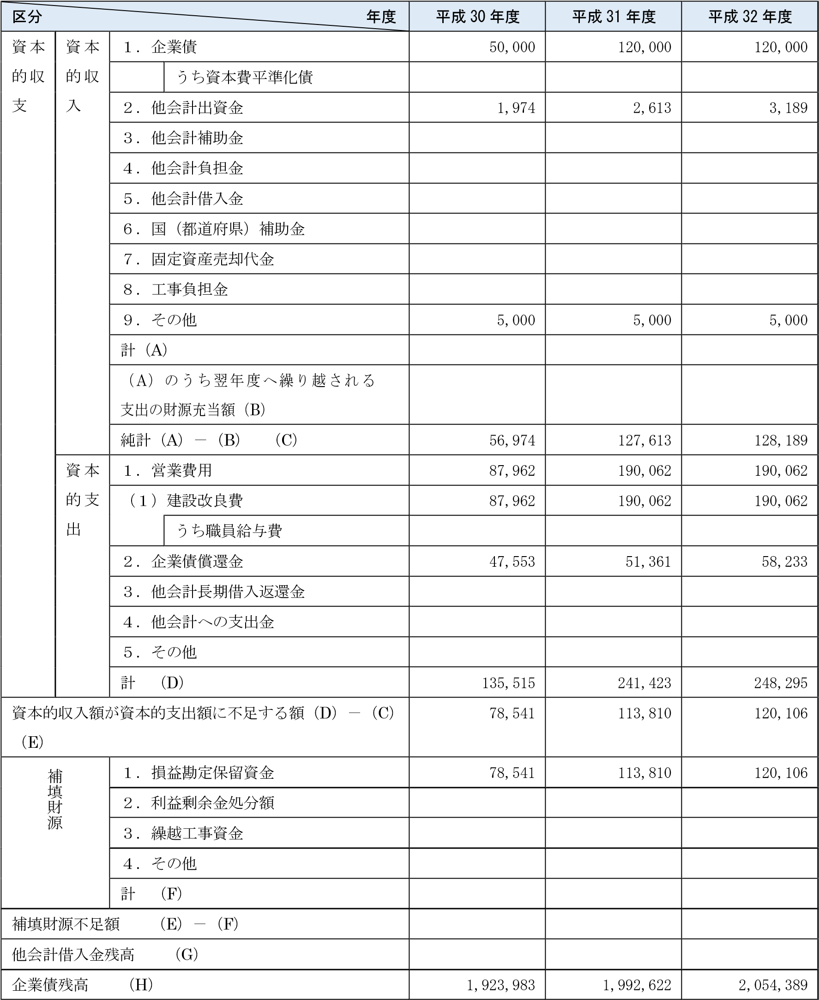 区分 年度 平成 30 年度 平成 31 年度 平成 32 年度
資本的収支
資本的収入
１．企業債 50,000 120,000 120,000
うち資本費平準化債
２．他会計出資金 1,974 2,613 3,189
３．他会計補助金
４．他会計負担金
５．他会計借入金
６．国（都道府県）補助金
７．固定資産売却代金
８．工事負担金
９．その他 5,000 5,000 5,000
計（A）
（A）のうち翌年度へ繰り越される
支出の財源充当額（B）
純計（A）－（B）　（C） 56,974 127,613 128,189
資本的支出
１．営業費用 87,962 190,062 190,062
（１）建設改良費 87,962 190,062 190,062
うち職員給与費
２．企業債償還金 47,553 51,361 58,233
３．他会計長期借入返還金
４．他会計への支出金
５．その他
計　（D） 135,515 241,423 248,295
資本的収入額が資本的支出額に不足する額（D）－（C） 78,541 113,810 120,106
（E）
補填財源
１．損益勘定保留資金 78,541 113,810 120,106
２．利益剰余金処分額
３．繰越工事資金
４．その他
計　（F）
補填財源不足額　（E）－（F）
他会計借入金残高　（G）
企業債残高　（H） 1,923,983 1,992,622 2,054,389